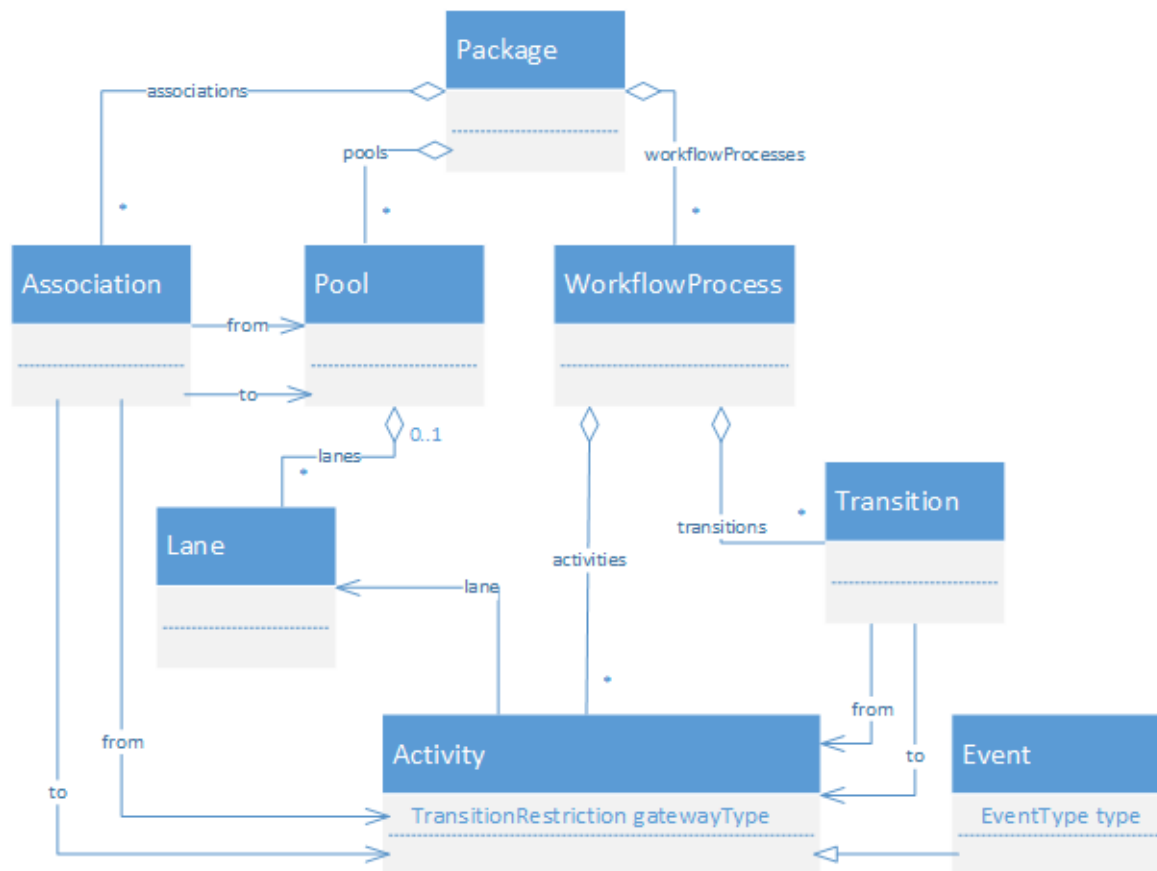 Package
associations
pools
workflowProcesses
*
*
*
Association
Pool
WorkflowProcess
from
to
0..1
lanes
*
Transition
*
transitions
Lane
activities
lane
*
from
from
Activity
to
Event
to
TransitionRestriction gatewayType
EventType type